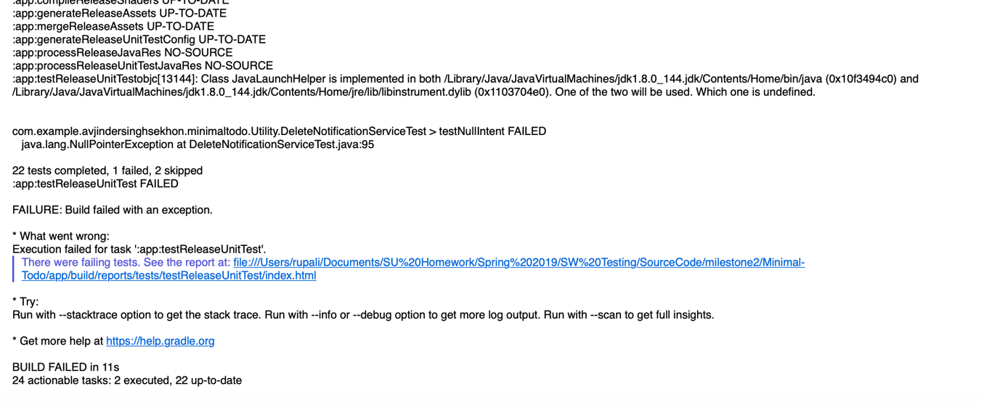 :app:compileReleaseShaders UP-TO-DATE
:app:generateReleaseAssets UP-TO-DATE
:app:mergeReleaseAssets UP-TO-DATE
:app:generateReleaseUnitTestConfig UP-TO-DATE
:app:processReleaseJavaRes NO-SOURCE
:app:processReleaseUnitTestJavaRes NO-SOURCE
:app:testReleaseUnitTestobjc[13144]: Class JavaLaunchHelper is implemented in both /Library/Java/JavaVirtualMachines/jdk1.8.0_144.jdk/Contents/Home/bin/java (0x10f3494c0) and
/Library/Java/JavaVirtualMachines/jdk1.8.0_144.jdk/Contents/Home/jre/lib/libinstrument.dylib (0x1103704e0). One of the two will be used. Which one is undefined.
com.example.avjindersinghsekhon.minimaltodo.Utility.DeleteNotificationServiceTest > testNullIntent FAILED
java.lang.NullPointerException at DeleteNotificationServiceTest.java:95
22 tests completed, 1 failed, 2 skipped
:app:testReleaseUnitTest FAILED
FAILURE: Build failed with an exception.
* What went wrong:
Execution failed for task ':app:testReleaseUnitTest'.
There were failing tests. See the report at: file:///Users/rupali/Documents/SU%20Homework/Spring%202019/SW%20Testing/SourceCode/milestone2/Minimal-
Todo/app/build/reports/tests/testReleaseUnitTest/index.html
* Try:
Run with --stacktrace option to get the stack trace. Run with --info or --debug option to get more log output. Run with --scan to get full insights.
* Get more help at https://help.gradle.org
BUILD FAILED in 11s
24 actionable tasks: 2 executed, 22 up-to-date